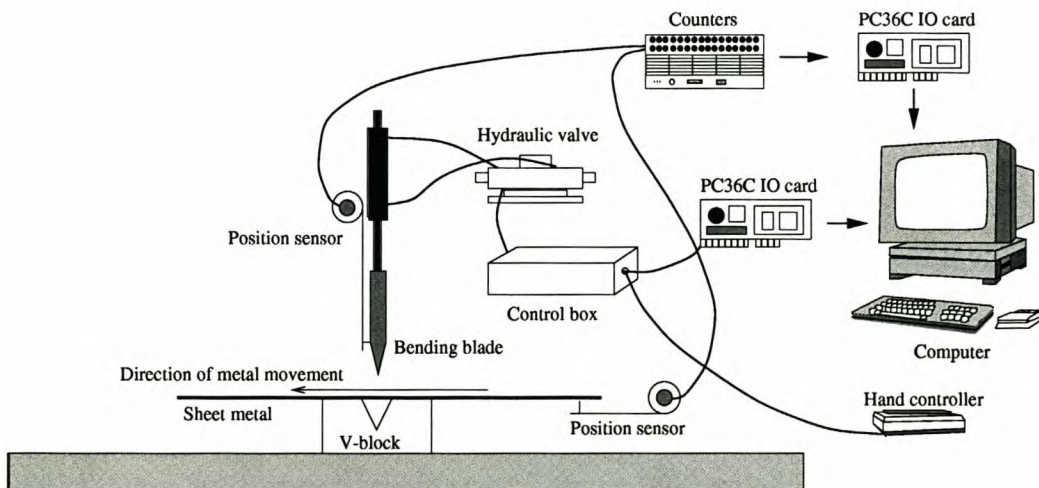 Counters
PC36C IO card
Hydraulic valve
PC36C IO card
Position sensor
Control box
Bending blade
Computer
Direction of metal movement
Sheet metal
Hand controller
Position sensor
V-block